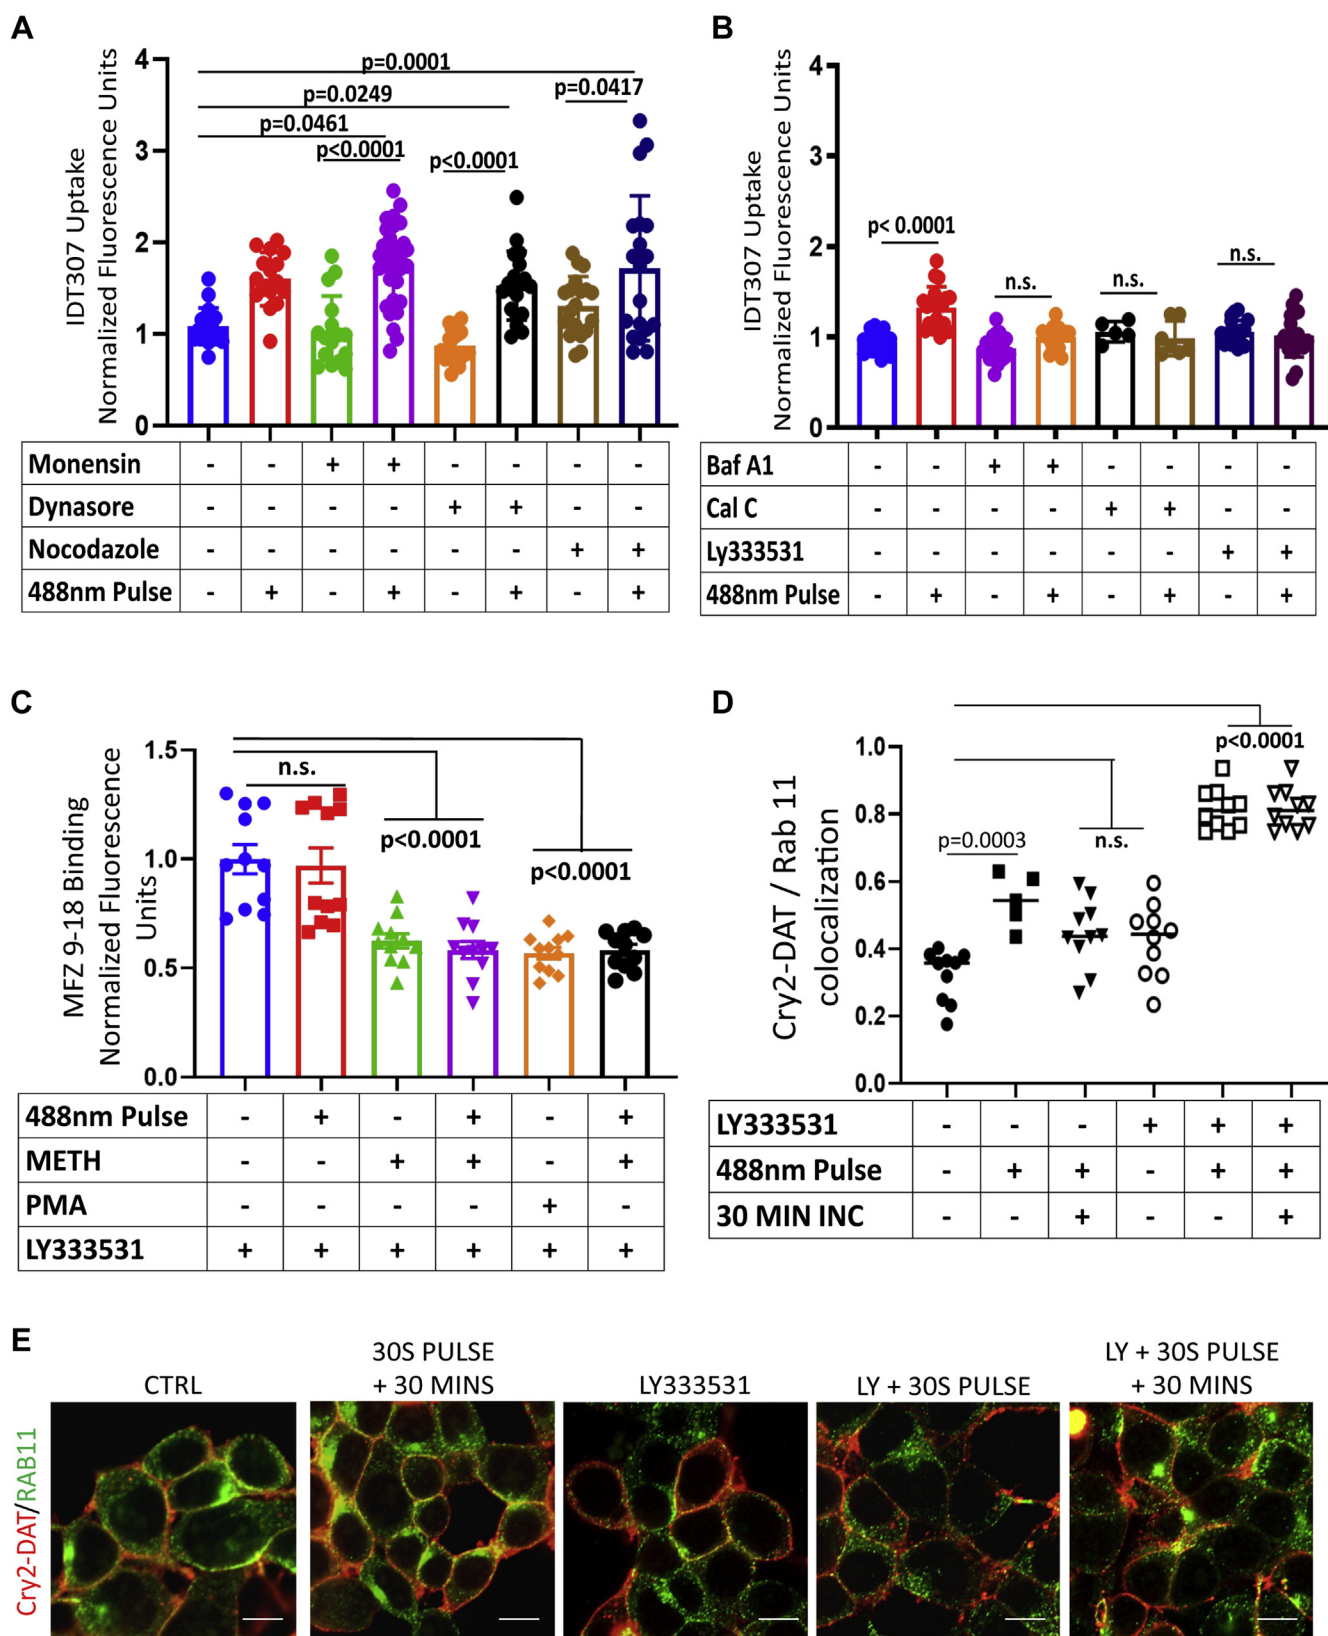 A
IDT307 Uptake
Normalized Fluorescence Units
4
3
2
1
0
p=0.0001
p=0.0249
p=0.0417
p=0.0461
p<0.0001
p<0.0001
Monensin - - + + - - - -
Dynasore - - - - + + - -
Nocodazole - - - - - - + +
488nm Pulse - + - + - + - +
B
IDT307 Uptake
Normalized Fluorescence Units
4
3
2
1
0
p< 0.0001
n.s.
n.s.
n.s.
Baf A1 - - + + - - - -
Cal C - - - - + + - -
Ly333531 - - - - - - + +
488nm Pulse - + - + - + - +
C
MFZ 9-18 Binding
Normalized Fluorescence
Units
1.5
1.0
0.5
0.0
n.s.
p<0.0001
p<0.0001
488nm Pulse - + - + - +
METH - - + + - +
PMA - - - - + -
LY333531 + + + + + +
D
Cry2-DAT / Rab 11
colocalization
1.0
0.8
0.6
0.4
0.2
0.0
p<0.0001
p=0.0003
n.s.
LY333531 - - - + + +
488nm Pulse - + + - + +
30 MIN INC - - + - - +
E
Cry2-DAT/RAB11
CTRL
30S PULSE
+ 30 MINS
LY333531
LY + 30S PULSE
LY + 30S PULSE
+ 30 MINS